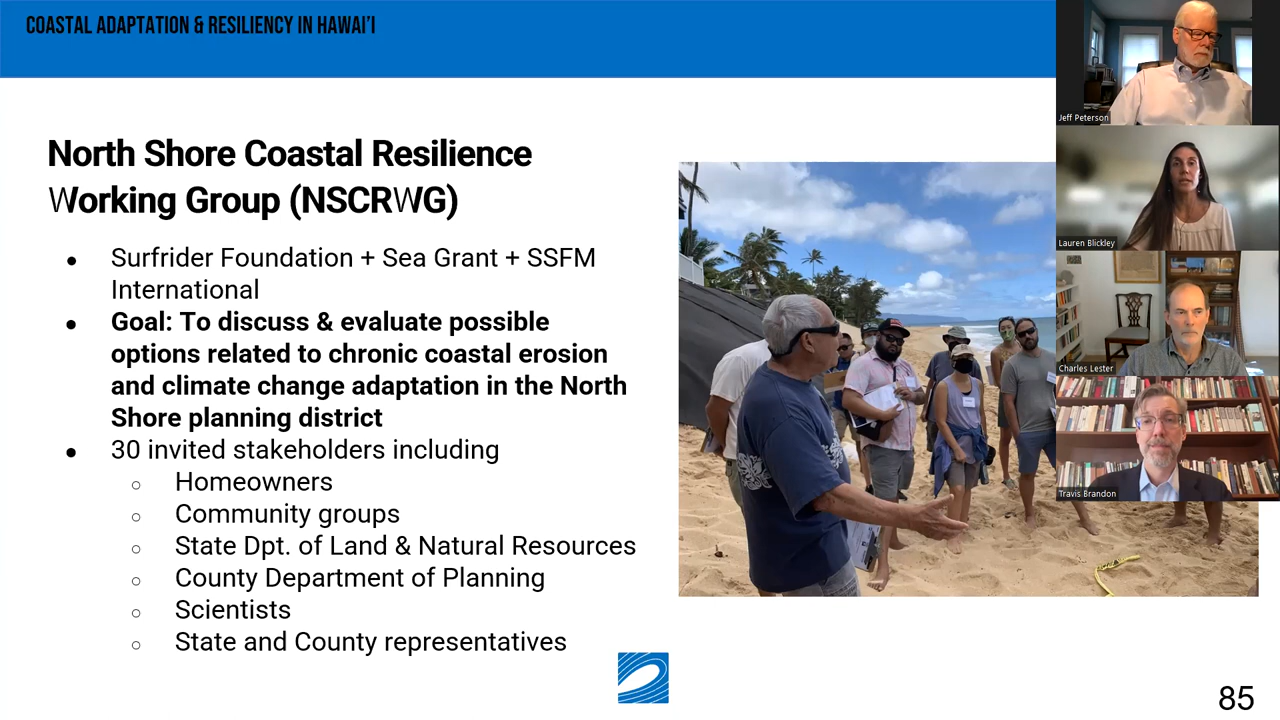 COASTAL ADAPTATION & RESILIENCY IN HAWAI'I
North Shore Coastal Resilience
Working Group (NSCRWG)
● Surfrider Foundation + Sea Grant + SSFM
International
● Goal: To discuss & evaluate possible
options related to chronic coastal erosion
and climate change adaptation in the North
Shore planning district
● 30 invited stakeholders including
○ Homeowners
○ Community groups
○ State Dpt. of Land & Natural Resources
○ County Department of Planning
○ Scientists
○ State and County representatives
Jeff Peterson
Lauren Blickley
Charles Lester
Travis Brandon
85